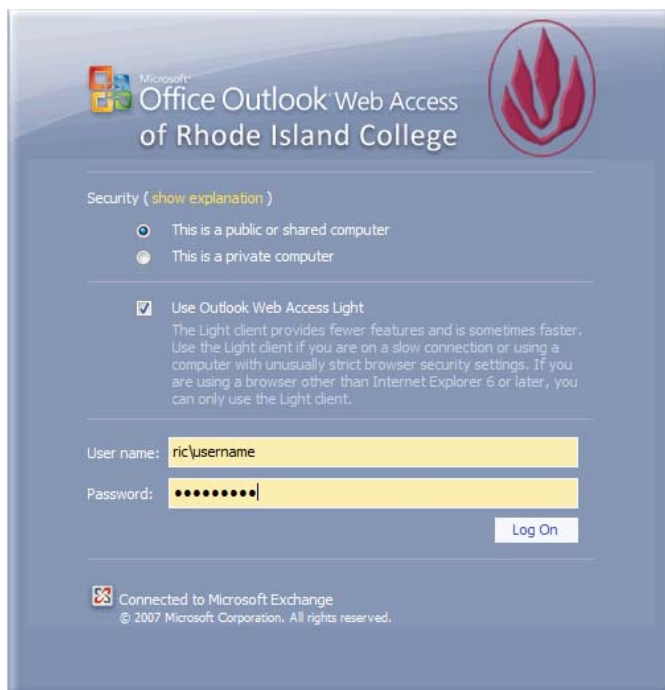 Microsoft®
Office Outlook Web Access
of Rhode Island College
Security ( show explanation )
This is a public or shared computer
This is a private computer
Use Outlook Web Access Light
The Light client provides fewer features and is sometimes faster.
Use the Light client if you are on a slow connection or using a
computer with unusually strict browser security settings. If you
are using a browser other than Internet Explorer 6 or later, you
can only use the Light client.
User name: ric\username
Password: •••••••••
Log On
Connected to Microsoft Exchange
© 2007 Microsoft Corporation. All rights reserved.